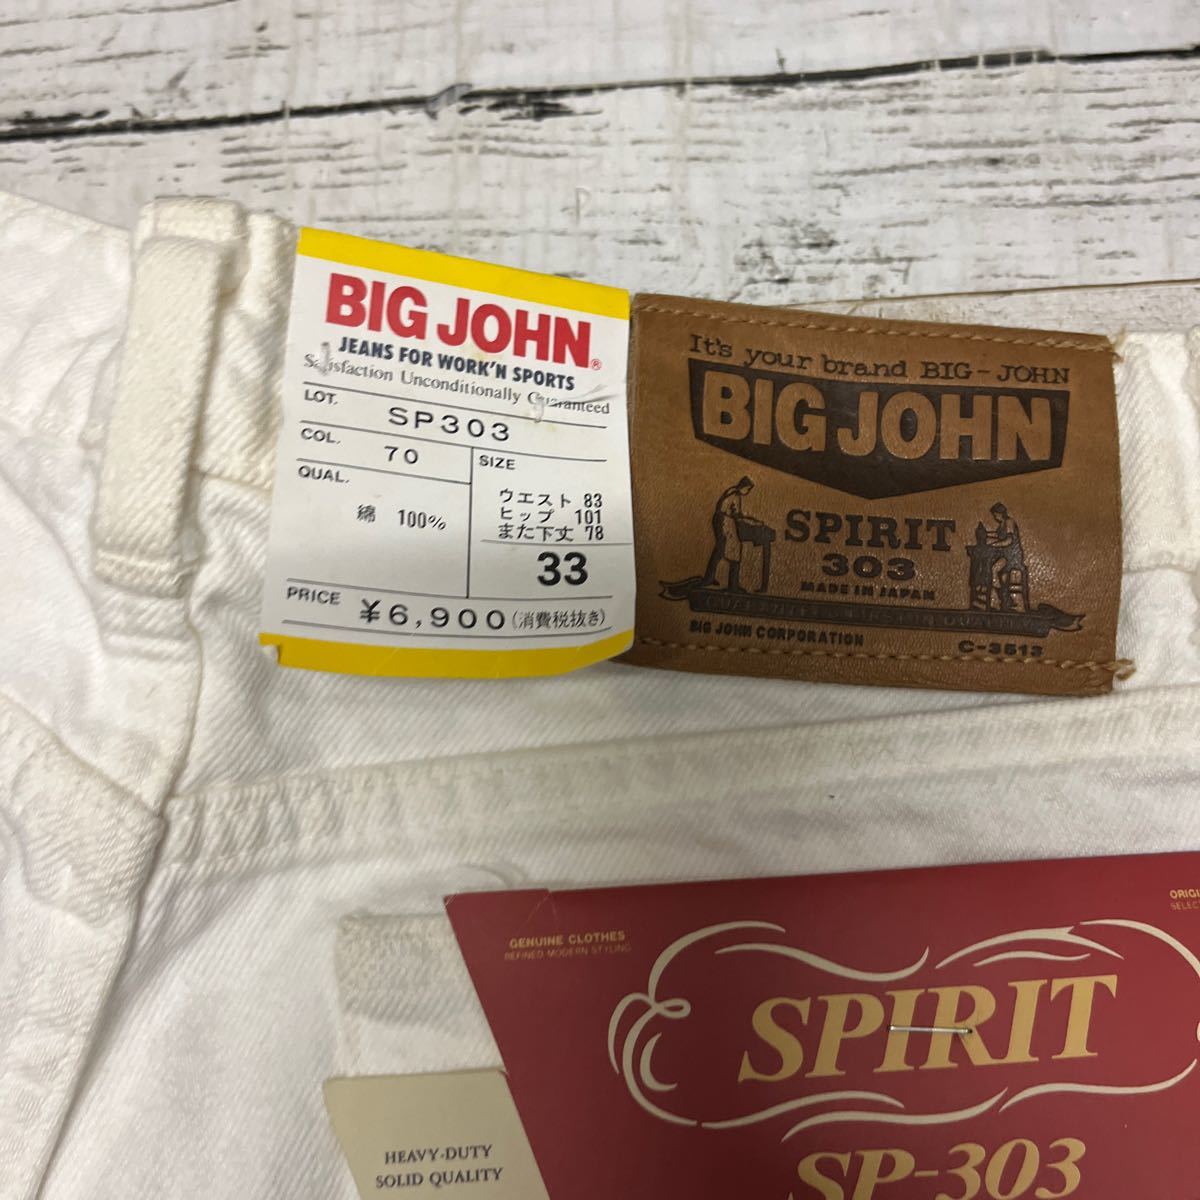 BIG JOHN®
JEANS FOR WORK'N SPORTS
Satisfaction Unconditionally Guaranteed
LOT. SP303
COL. 70
QUAL.
綿 100%
SIZE
ウエスト 83
ヒップ 101
また下丈 78
33
PRICE ¥6,900(消費税抜き)
It's your brand BIG-JOHN
BIG JOHN
SPIRIT
303
MADE IN JAPAN
BIG JOHN CORPORATION C-3513
GENUINE CLOTHES
REFINED MODERN STYLING
SPIRIT
SP-303
HEAVY-DUTY
SOLID QUALITY